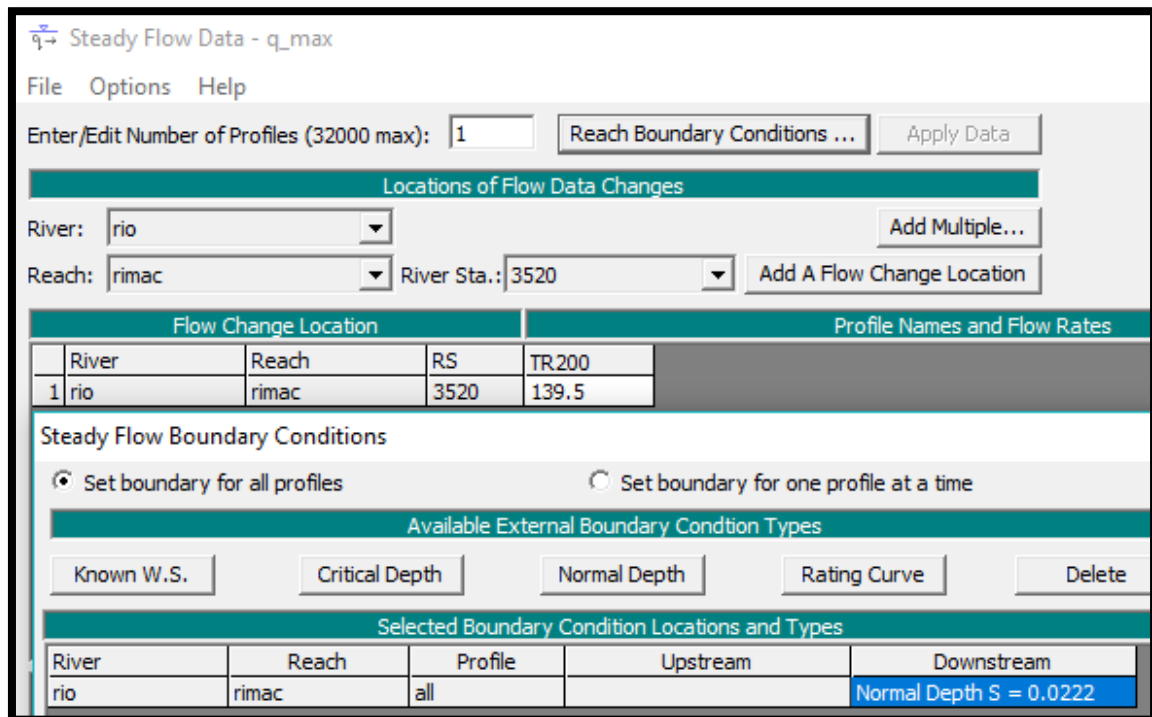 Steady Flow Data - q_max
File Options Help
Enter/Edit Number of Profiles (32000 max): 1 Reach Boundary Conditions ... Apply Data
Locations of Flow Data Changes
River: rio Add Multiple...
Reach: rimac River Sta.: 3520 Add A Flow Change Location
Flow Change Location Profile Names and Flow Rates
River Reach RS TR200
1 rio rimac 3520 139.5
Steady Flow Boundary Conditions
Set boundary for all profiles Set boundary for one profile at a time
Available External Boundary Condtion Types
Known W.S. Critical Depth Normal Depth Rating Curve Delete
Selected Boundary Condition Locations and Types
River Reach Profile Upstream Downstream
rio rimac all Normal Depth S = 0.0222